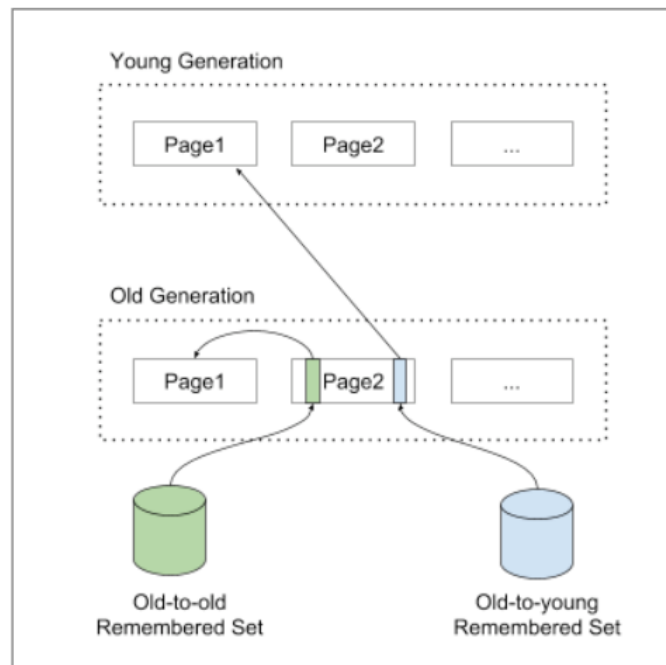 Young Generation
Page1
Page2
...
Old Generation
Page1
Page2
...
Old-to-old
Remembered Set
Old-to-young
Remembered Set